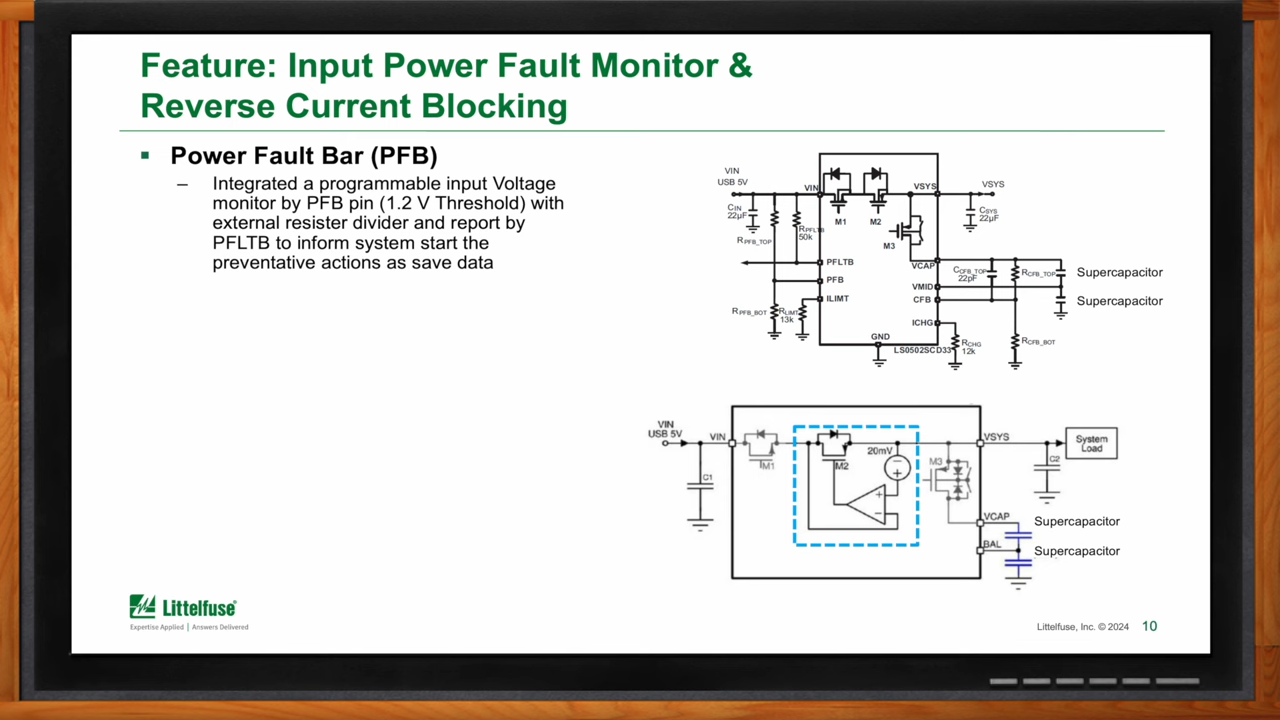 Feature: Input Power Fault Monitor &
Reverse Current Blocking
▪ Power Fault Bar (PFB)
– Integrated a programmable input Voltage
monitor by PFB pin (1.2 V Threshold) with
external resister divider and report by
PFLTB to inform system start the
preventative actions as save data
VIN
USB 5V
VIN
VSYS
VSYS
CIN
22µF
RPFLTB
50k
M1
M2
CSYS
22µF
RPFB_TOP
M3
PFLTB
VCAP
CCFB_TOP
22pF
RCFB_TOP
Supercapacitor
PFB
VMID
ILIMT
CFB
Supercapacitor
RPFB_BOT
RLIMT
13k
ICHG
GND
RCHG
12k
RCFB_BOT
LS0502SCD33
VIN
USB 5V
VIN
VSYS
System
Load
20mV
M1
M2
M3
C2
C1
VCAP
Supercapacitor
BAL
Supercapacitor
Littelfuse®
Expertise Applied | Answers Delivered
Littelfuse, Inc. © 2024 10